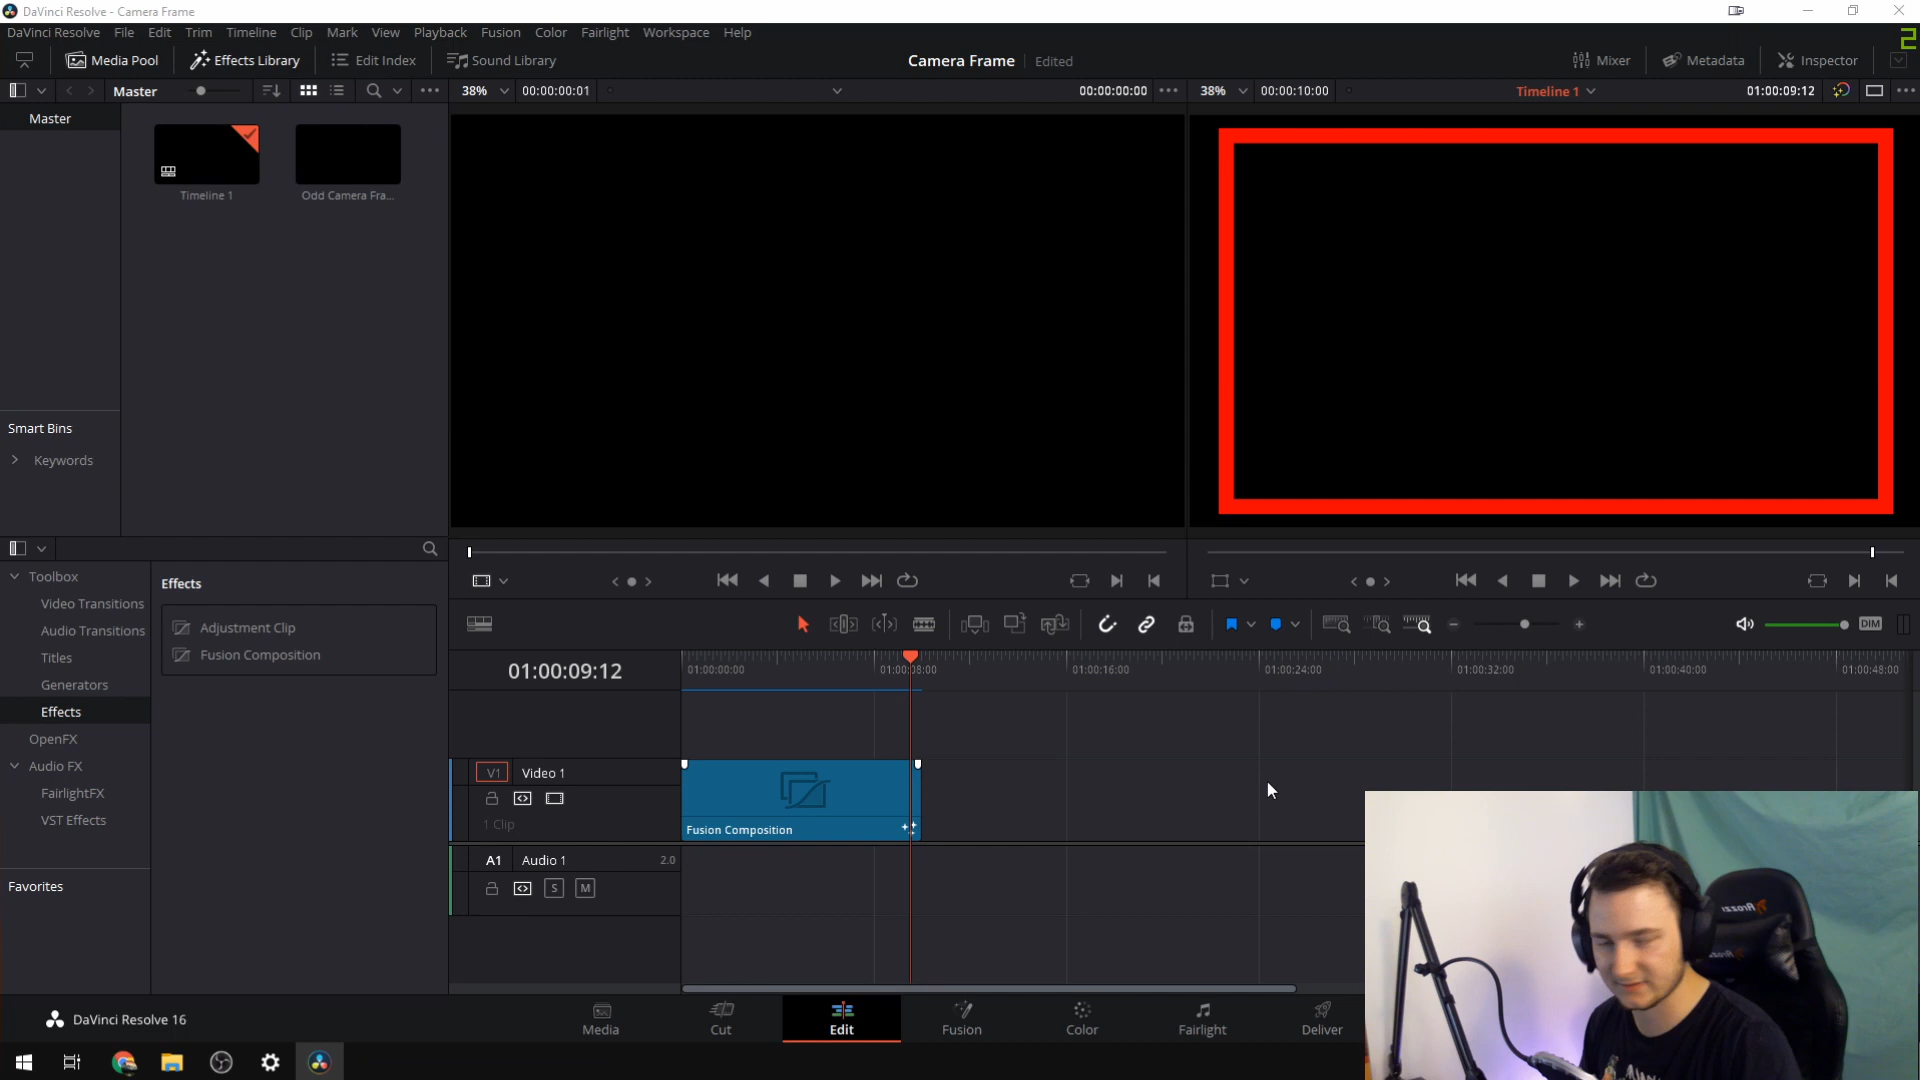 DaVinci Resolve - Camera Frame
DaVinci Resolve File Edit Trim Timeline Clip Mark View Playback Fusion Color Fairlight Workspace Help
2
Media Pool Effects Library Edit Index Sound Library Camera Frame Edited Mixer Metadata Inspector
Master 38% 00:00:00:01 00:00:00:00 38% 00:00:10:00 Timeline 1 01:00:09:12
Master
Timeline 1 Odd Camera Fra...
Smart Bins
Keywords
Toolbox
Video Transitions
Audio Transitions
Titles
Generators
Effects
OpenFX
Audio FX
FairlightFX
VST Effects
Favorites
Effects
Adjustment Clip
Fusion Composition
DIM
01:00:09:12 01:00:00:00 01:00:08:00 01:00:16:00 01:00:24:00 01:00:32:00 01:00:40:00 01:00:48:00
V1 Video 1
1 Clip
Fusion Composition
A1 Audio 1 2.0
S M
Arozzi
DaVinci Resolve 16
Media Cut Edit Fusion Color Fairlight Deliver